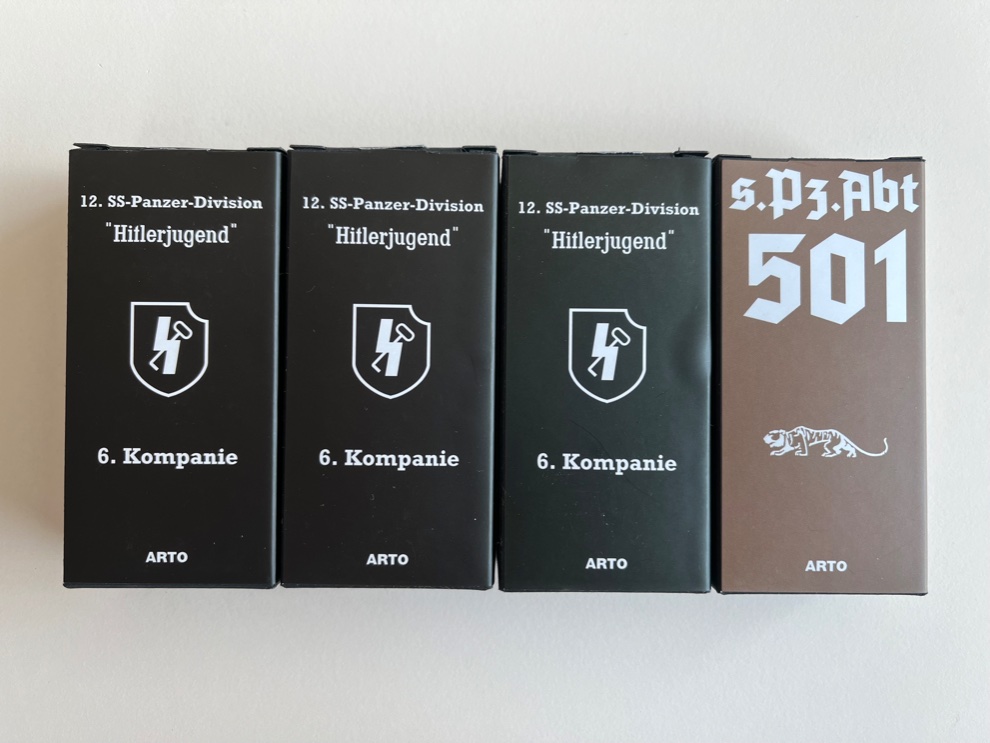 12. SS-Panzer-Division
"Hitlerjugend"
6. Kompanie
ARTO
12. SS-Panzer-Division
"Hitlerjugend"
6. Kompanie
ARTO
12. SS-Panzer-Division
"Hitlerjugend"
6. Kompanie
ARTO
s.Pz.Abt
501
ARTO